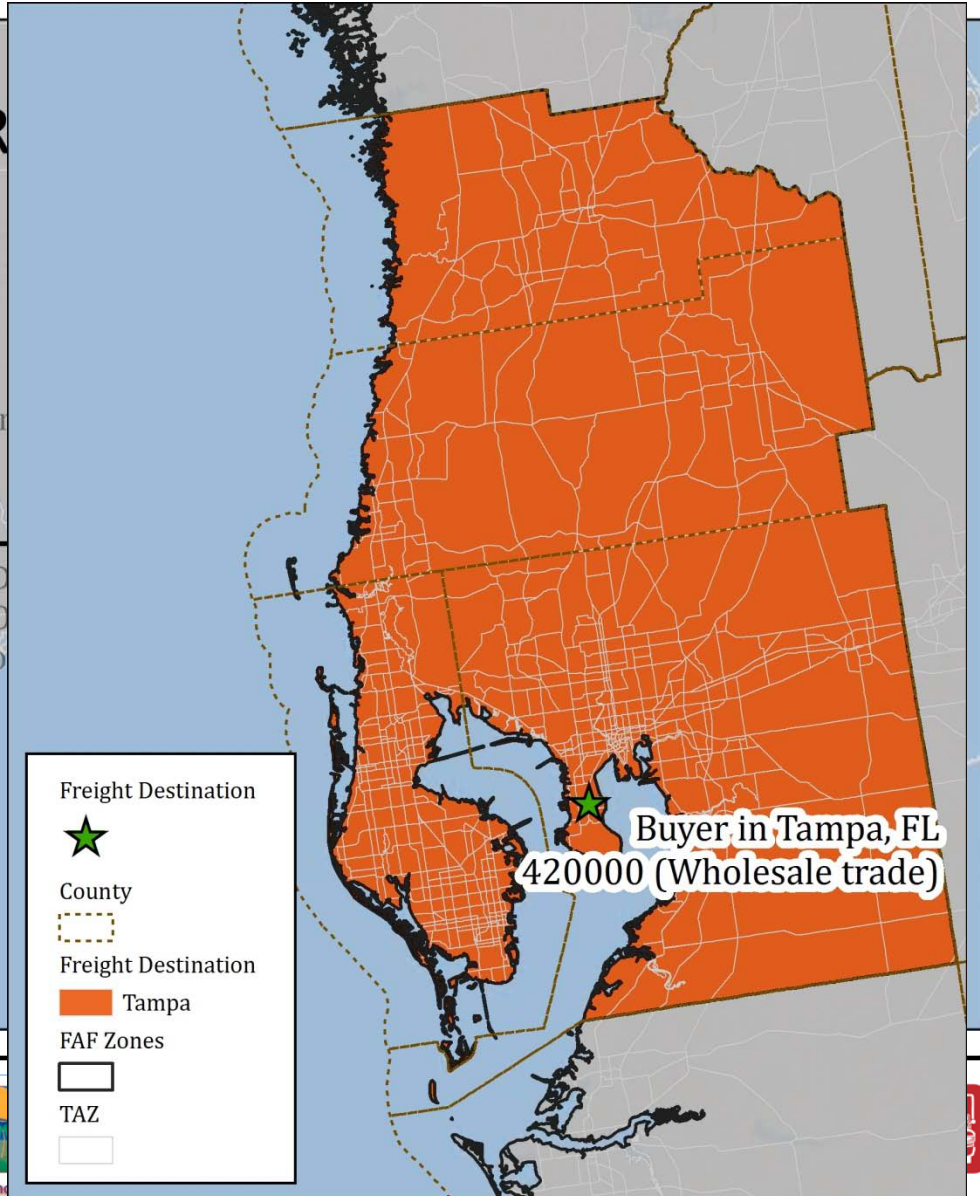 Buyer in Tampa, FL
420000 (Wholesale trade)
Freight Destination
County
Freight Destination
Tampa
FAF Zones
TAZ